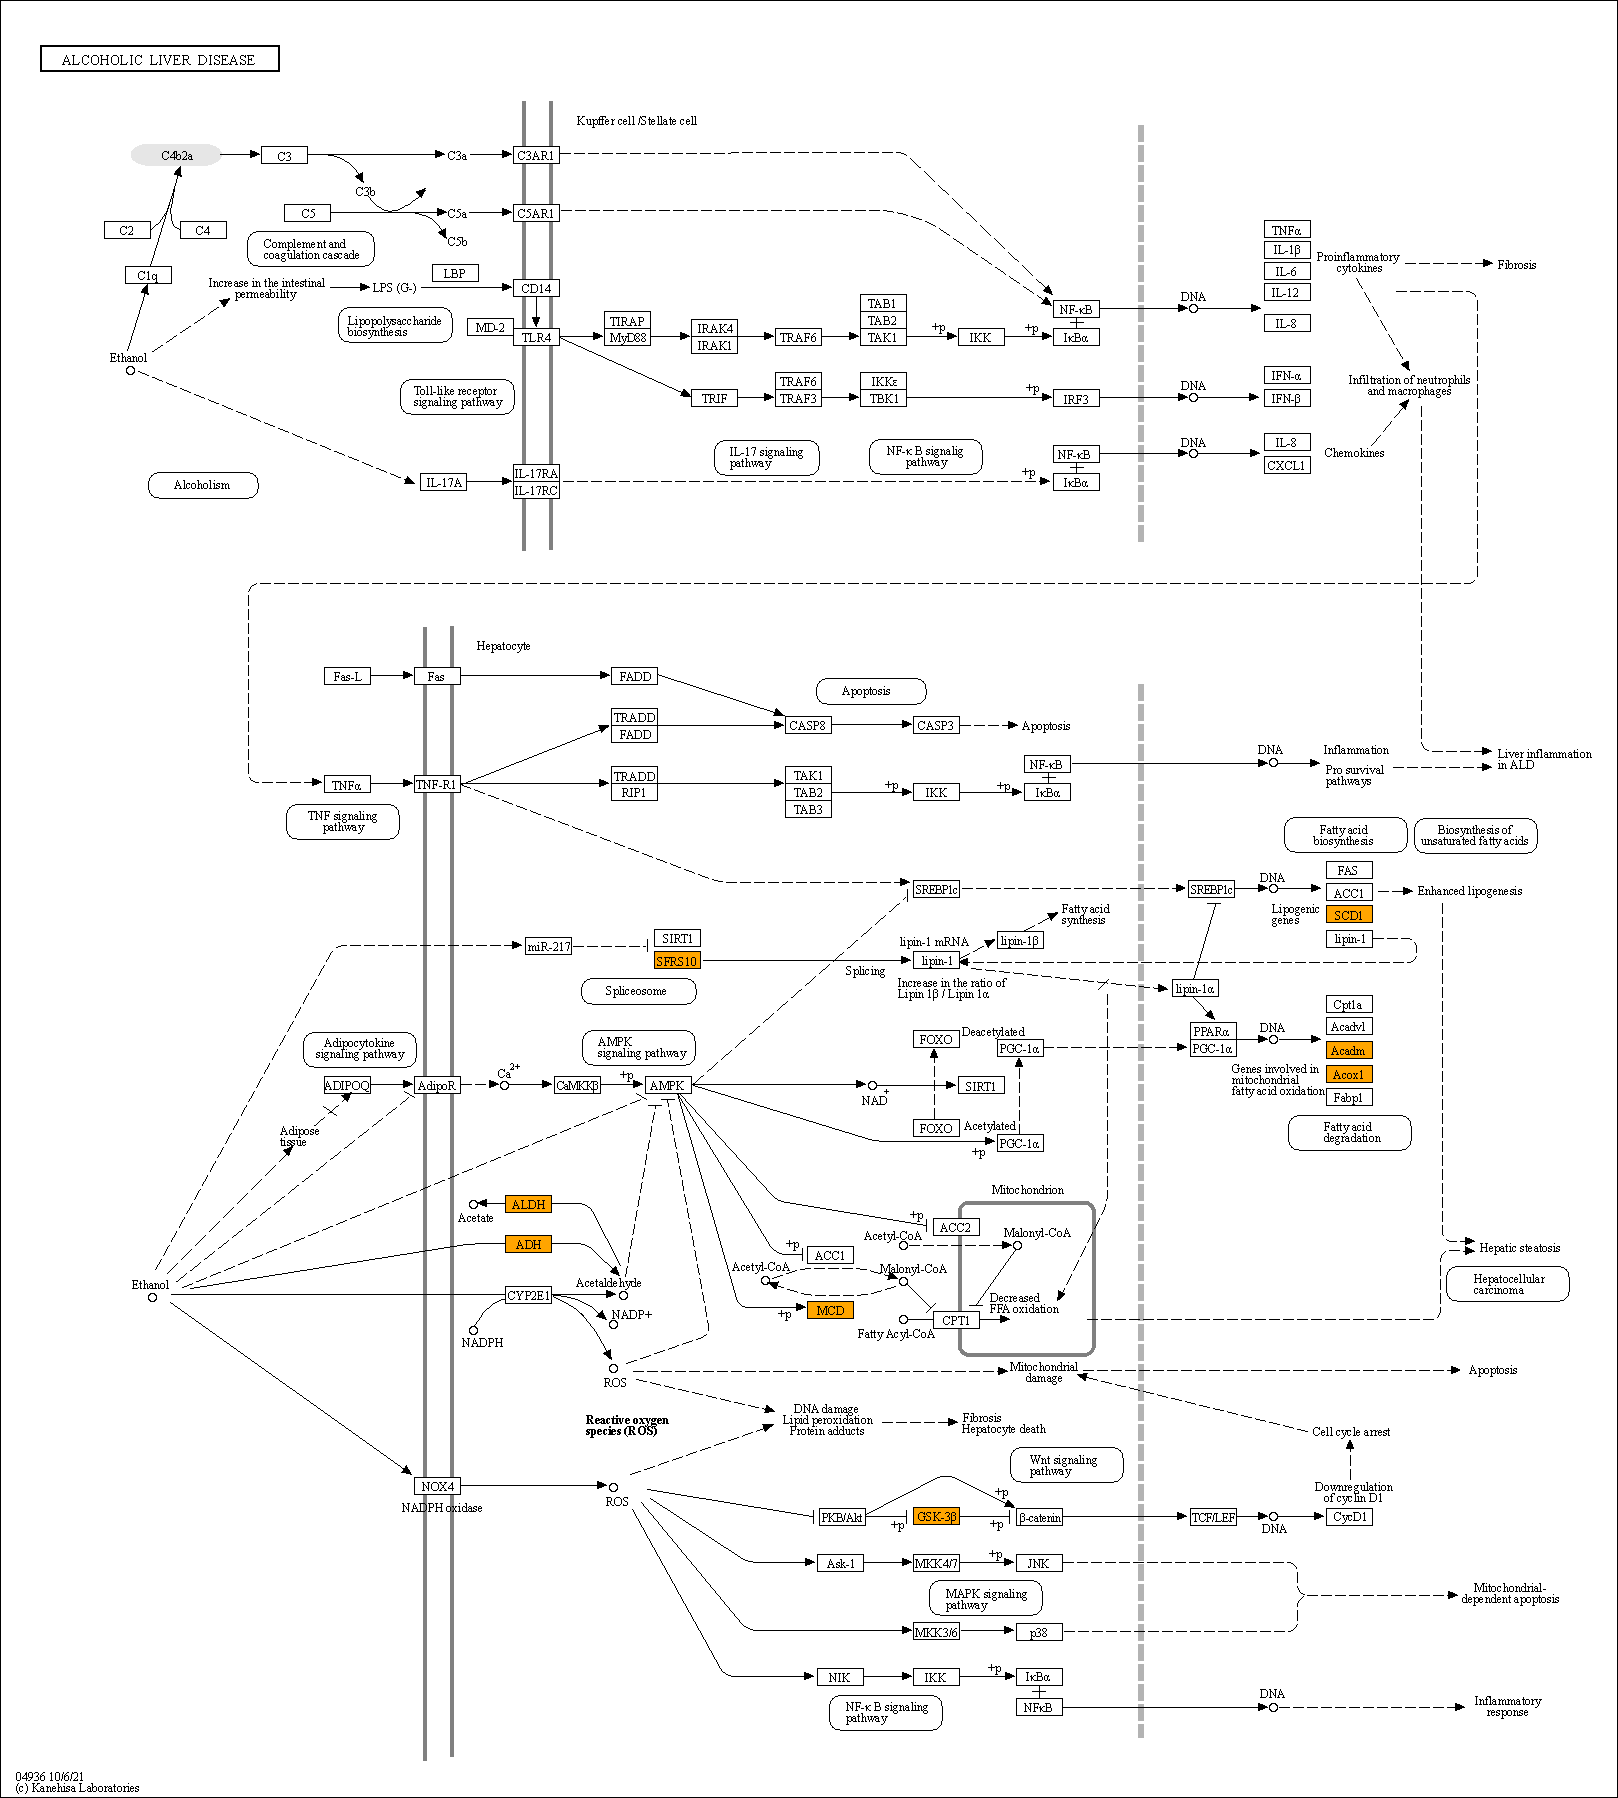 ALCOHOLIC LIVER DISEASE
Kupffer cell /Stellate cell
C4b2a
C3
C3a
C3AR1
C3b
C2
C4
C5
C5a
C5AR1
C5b
Complement and
coagulation cascade
C1q
LBP
Increase in the intestinal
permeability
LPS (G-)
CD14
Lipopolysaccharide
biosynthesis
MD-2
TLR4
TIRAP
MyD88
IRAK4
IRAK1
TRAF6
TAB1
TAB2
TAK1
+p
IKK
+p
NF-κB
IκBα
DNA
TNFα
IL-1β
IL-6
IL-12
IL-8
Proinflammatory
cytokines
Fibrosis
Ethanol
Toll-like receptor
signaling pathway
TRIF
TRAF6
TRAF3
IKKε
TBK1
+p
IRF3
DNA
IFN-α
IFN-β
Infiltration of neutrophils
and macrophages
IL-17 signaling
pathway
NF-κ B signalig
pathway
NF-κB
IκBα
DNA
IL-8
CXCL1
Chemokines
Alcoholism
IL-17A
IL-17RA
IL-17RC
+p
Hepatocyte
Fas-L
Fas
FADD
Apoptosis
TRADD
FADD
CASP8
CASP3
Apoptosis
TNFα
TNF-R1
TRADD
RIP1
TAK1
TAB2
TAB3
+p
IKK
+p
NF-κB
IκBα
DNA
Inflammation
Pro survival
pathways
Liver inflammation
in ALD
TNF signaling
pathway
Fatty acid
biosynthesis
Biosynthesis of
unsaturated fatty acids
SREBP1c
SREBP1c
DNA
FAS
ACC1
SCD1
lipin-1
Lipogenic
genes
Enhanced lipogenesis
Fatty acid
synthesis
miR-217
SIRT1
SFRS10
lipin-1 mRNA
lipin-1
lipin-1β
Splicing
Increase in the ratio of
Lipin 1β / Lipin 1α
lipin-1α
Spliceosome
Adipocytokine
signaling pathway
AMPK
signaling pathway
FOXO
Deacetylated
PGC-1α
PPARα
PGC-1α
DNA
Cpt1a
Acadvl
Acadm
Acox1
Fabp1
Genes involved in
mitochondrial
fatty acid oxidation
ADIPOQ
AdipoR
Ca2+
CaMKKβ
+p
AMPK
NAD+
SIRT1
Adipose
tissue
FOXO
Acetylated
PGC-1α
+p
Fatty acid
degradation
Mitochondrion
ALDH
Acetate
ADH
+p
ACC2
Acetyl-CoA
Malonyl-CoA
+p
ACC1
Acetyl-CoA
Malonyl-CoA
Hepatic steatosis
Ethanol
Acetaldehyde
CYP2E1
NADP+
NADPH
+p
MCD
Decreased
FFA oxidation
CPT1
Fatty Acyl-CoA
Hepatocellular
carcinoma
ROS
Mitochondrial
damage
Apoptosis
Reactive oxygen
species (ROS)
DNA damage
Lipid peroxidation
Protein adducts
Fibrosis
Hepatocyte death
Cell cycle arrest
Wnt signaling
pathway
Downregulation
of cyclin D1
NOX4
NADPH oxidase
ROS
PKB/Akt
+p
GSK-3β
+p
+p
β-catenin
TCF/LEF
DNA
CycD1
Ask-1
MKK4/7
+p
JNK
MAPK signaling
pathway
Mitochondrial-
dependent apoptosis
MKK3/6
p38
NIK
IKK
+p
IκBα
NFκB
DNA
Inflammatory
response
NF-κ B signaling
pathway
04936 10/6/21
(c) Kanehisa Laboratories